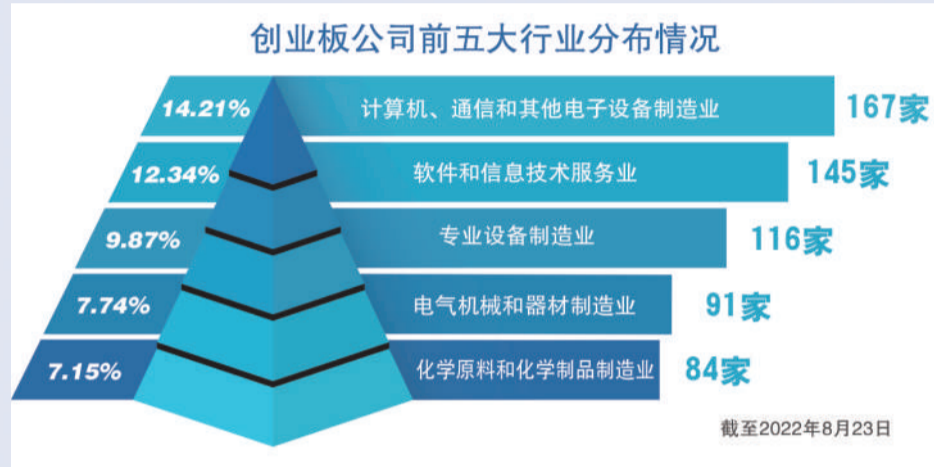 创业板公司前五大行业分布情况
14.21% 计算机、通信和其他电子设备制造业 167家
12.34% 软件和信息技术服务业 145家
9.87% 专业设备制造业 116家
7.74% 电气机械和器材制造业 91家
7.15% 化学原料和化学制品制造业 84家
截至2022年8月23日